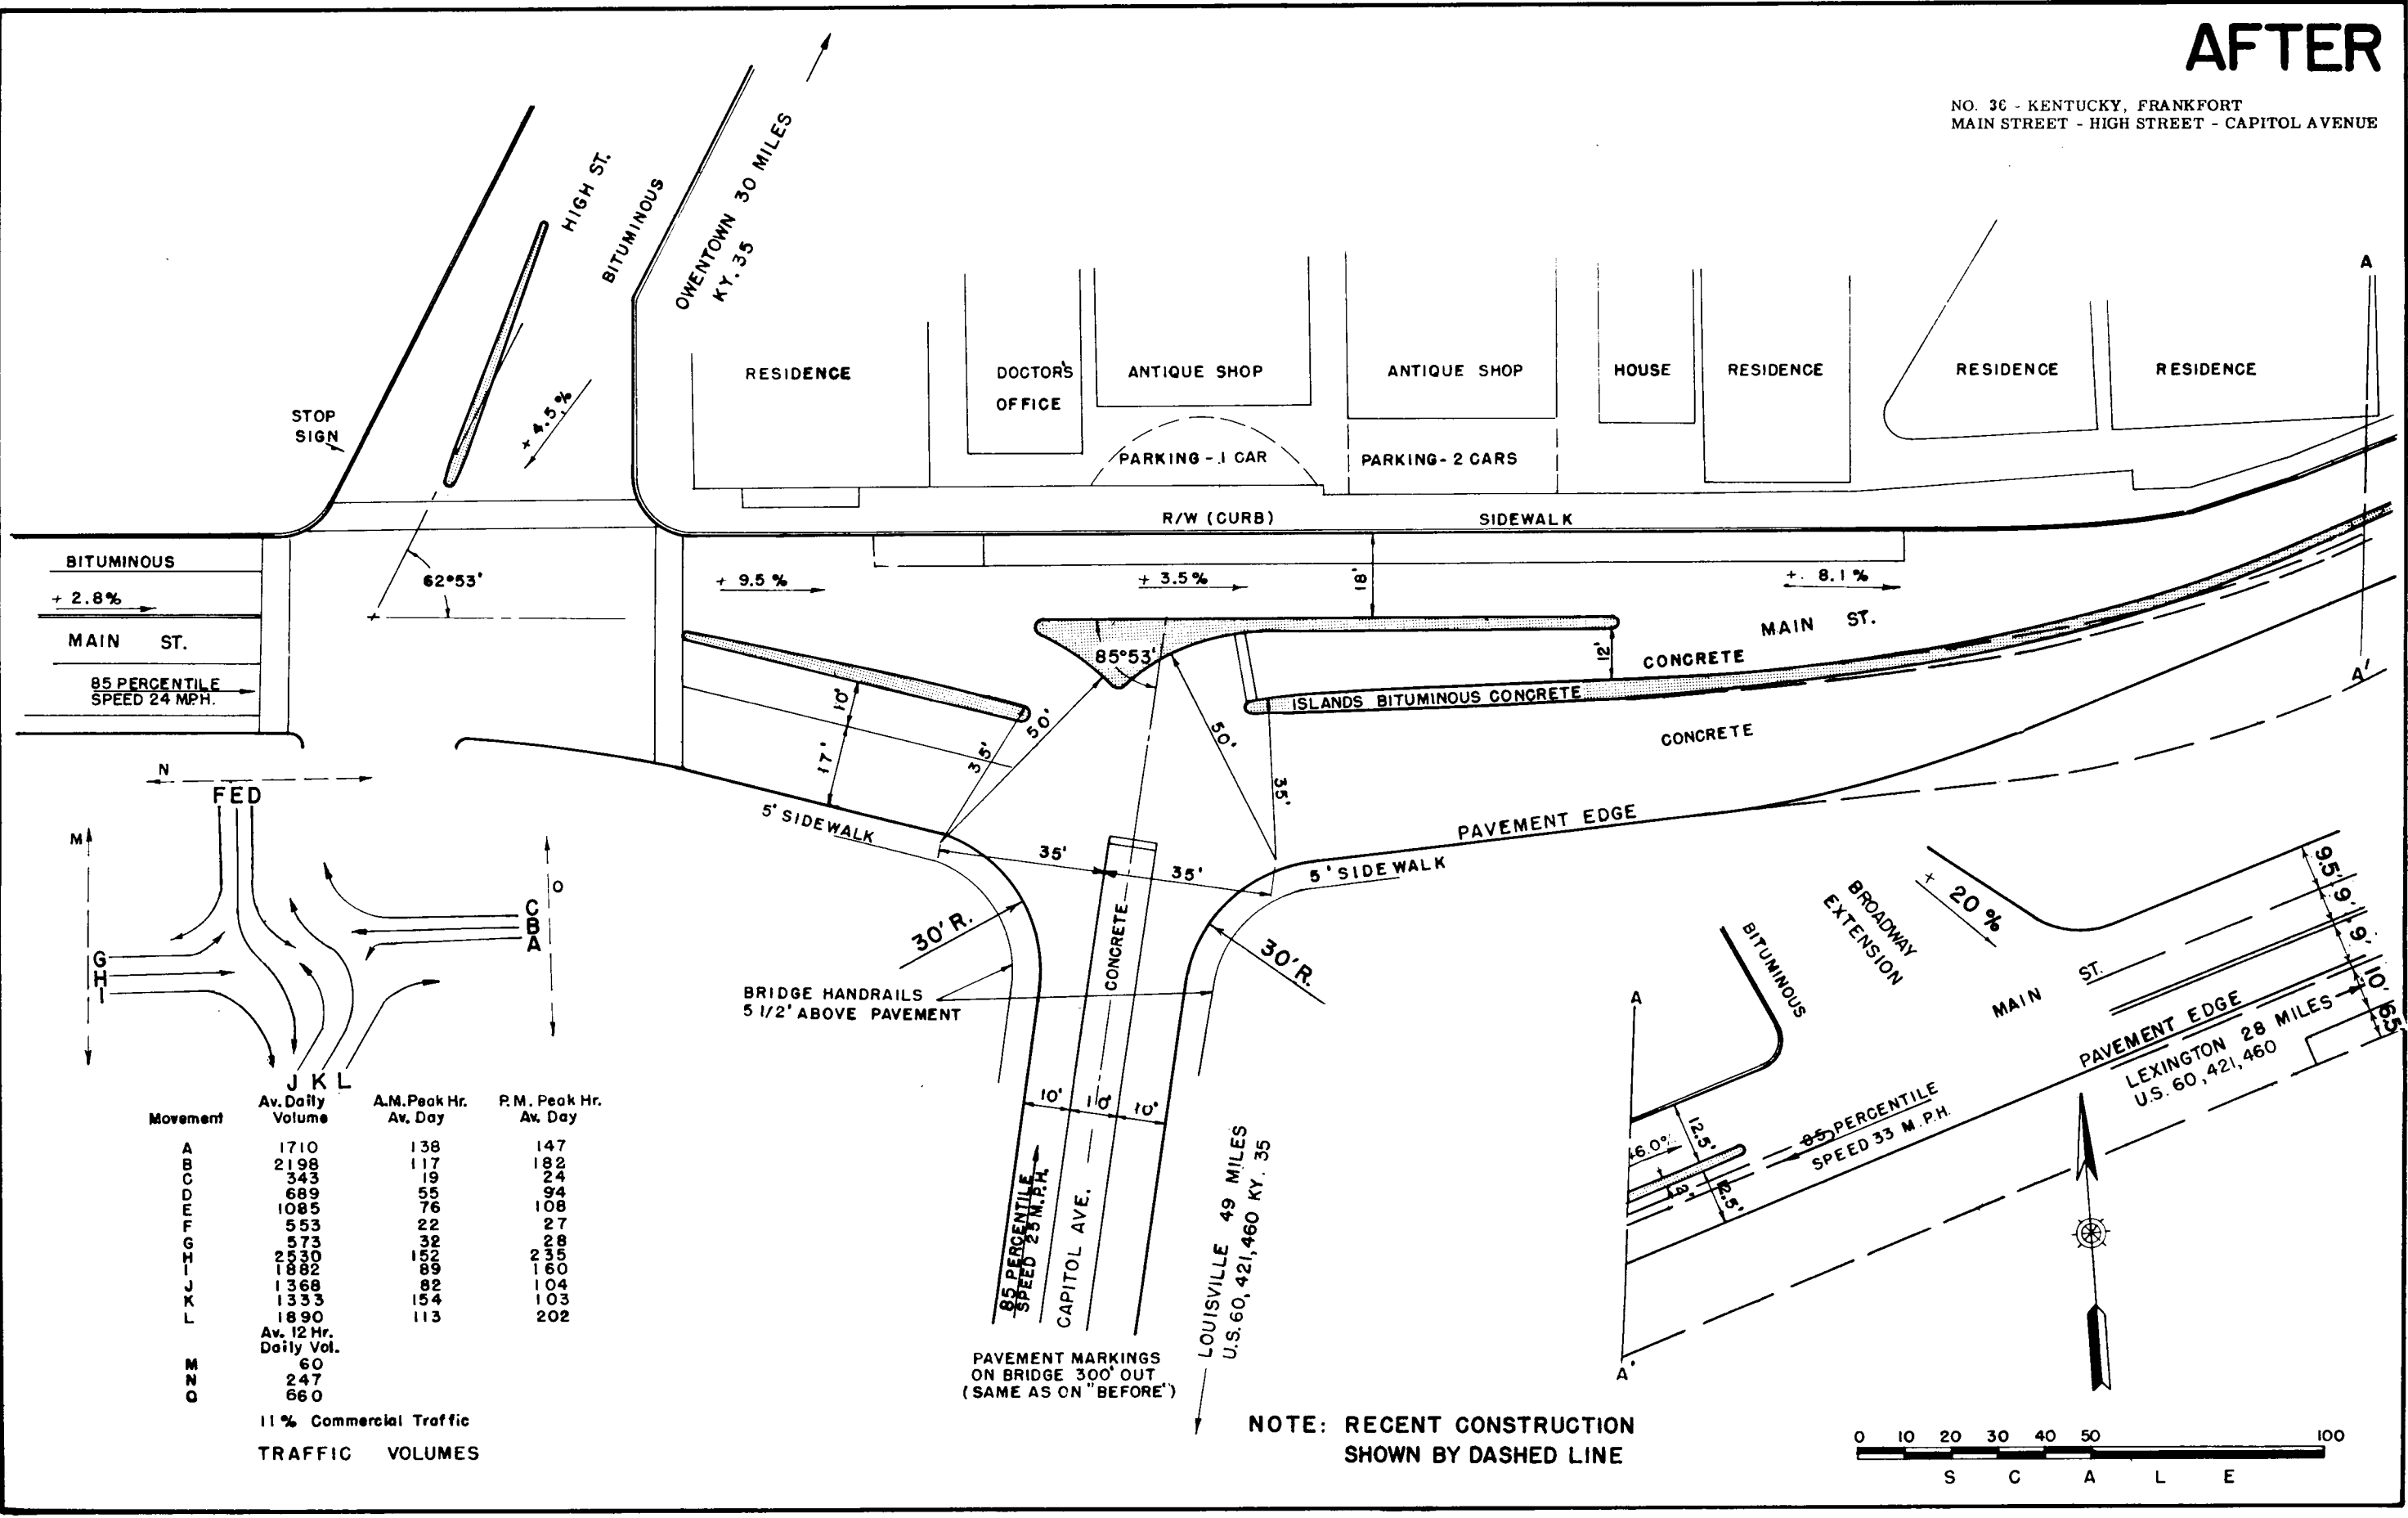 AFTER
NO. 36 - KENTUCKY, FRANKFORT
MAIN STREET - HIGH STREET - CAPITOL AVENUE
HIGH ST.
BITUMINOUS
OWENTOWN 30 MILES
KY. 35
+ 4.5 %
STOP
SIGN
62°53'
RESIDENCE
DOCTOR'S
OFFICE
ANTIQUE SHOP
PARKING - 1 CAR
ANTIQUE SHOP
PARKING - 2 CARS
HOUSE
RESIDENCE
RESIDENCE
RESIDENCE
A
R/W (CURB)
SIDEWALK
BITUMINOUS
+ 2.8%
MAIN ST.
85 PERCENTILE
SPEED 24 M.P.H.
+ 9.5 %
+ 3.5 %
18'
+ 8.1 %
MAIN ST.
85°53'
12'
CONCRETE
ISLANDS BITUMINOUS CONCRETE
A'
CONCRETE
10'
17'
35'
50'
50'
35'
5' SIDEWALK
PAVEMENT EDGE
35'
35'
5' SIDEWALK
30' R.
30' R.
CONCRETE
BRIDGE HANDRAILS
5 1/2' ABOVE PAVEMENT
10'
10'
10'
85 PERCENTILE
SPEED 25 M.P.H.
CAPITOL AVE.
LOUISVILLE 49 MILES
U.S. 60, 421, 460 KY. 35
PAVEMENT MARKINGS
ON BRIDGE 300' OUT
(SAME AS ON "BEFORE")
N
F E D
M
O
C
B
A
G
H
I
J K L
Movement Av. Daily Volume A.M. Peak Hr. Av. Day P.M. Peak Hr. Av. Day
A 1710 138 147
B 2198 117 182
C 343 19 24
D 689 55 94
E 1085 76 108
F 553 22 27
G 573 32 28
H 2530 152 235
I 1882 89 160
J 1368 82 104
K 1333 154 103
L 1890 113 202
Av. 12 Hr.
Daily Vol.
M 60
N 247
O 660
11 % Commercial Traffic
TRAFFIC VOLUMES
BITUMINOUS
BROADWAY
EXTENSION
+ 20 %
MAIN ST.
9.5' 9' 9' 10' 6.5
PAVEMENT EDGE
LEXINGTON 28 MILES
U.S. 60, 421, 460
A
12.5'
+6.0%
2'
12.5'
85 PERCENTILE
SPEED 33 M.P.H.
A'
NOTE: RECENT CONSTRUCTION
SHOWN BY DASHED LINE
0 10 20 30 40 50 100
SCALE